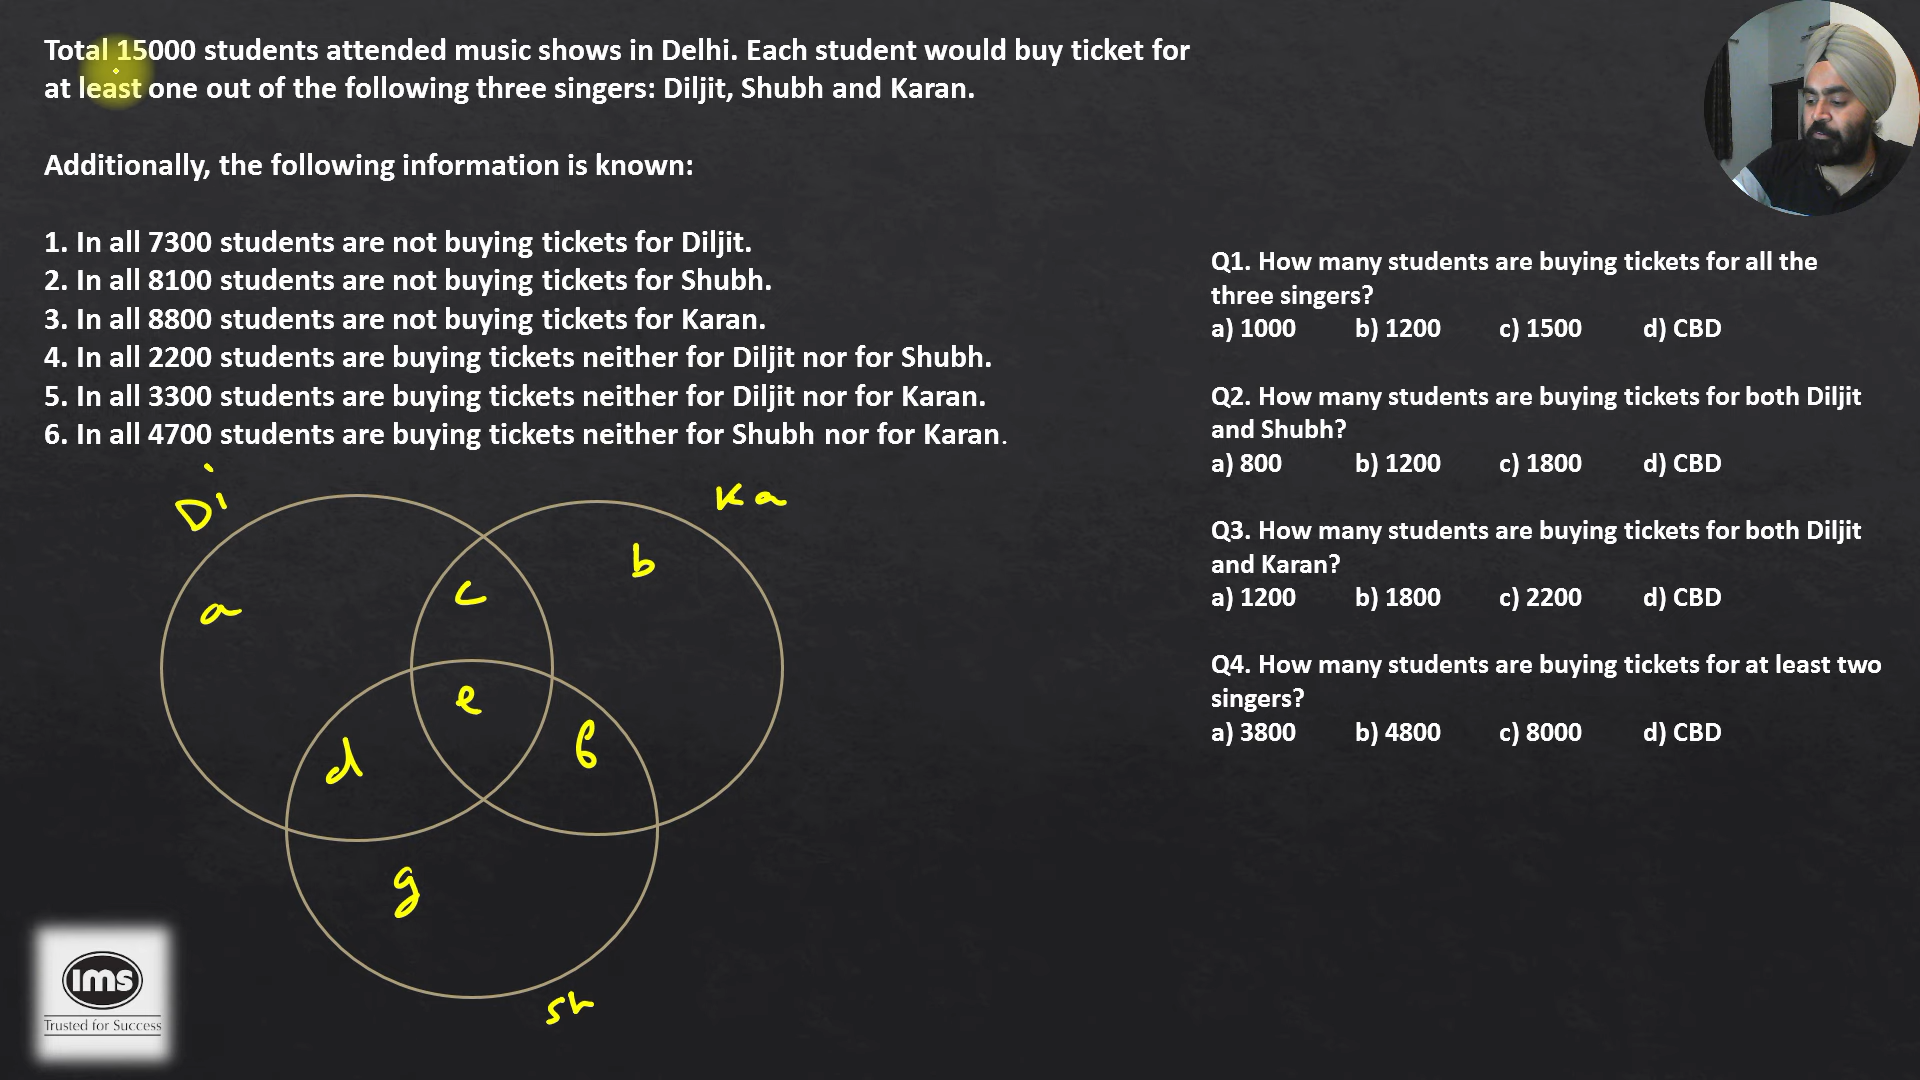 Total 15000 students attended music shows in Delhi. Each student would buy ticket for
at least one out of the following three singers: Diljit, Shubh and Karan.
Additionally, the following information is known:
1. In all 7300 students are not buying tickets for Diljit.
2. In all 8100 students are not buying tickets for Shubh.
3. In all 8800 students are not buying tickets for Karan.
4. In all 2200 students are buying tickets neither for Diljit nor for Shubh.
5. In all 3300 students are buying tickets neither for Diljit nor for Karan.
6. In all 4700 students are buying tickets neither for Shubh nor for Karan.
Q1. How many students are buying tickets for all the
three singers?
a) 1000 b) 1200 c) 1500 d) CBD
Q2. How many students are buying tickets for both Diljit
and Shubh?
a) 800 b) 1200 c) 1800 d) CBD
Q3. How many students are buying tickets for both Diljit
and Karan?
a) 1200 b) 1800 c) 2200 d) CBD
Q4. How many students are buying tickets for at least two
singers?
a) 3800 b) 4800 c) 8000 d) CBD
Di
Ka
a
c
b
e
d
f
g
Sh
ims
Trusted for Success